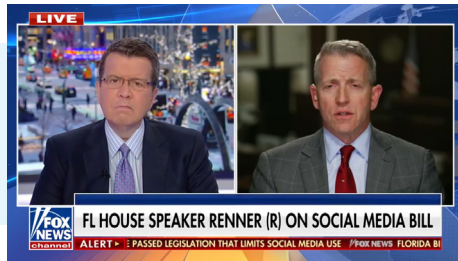 LIVE
FL HOUSE SPEAKER RENNER (R) ON SOCIAL MEDIA BILL
FOX
NEWS
channel
ALERT
E PASSED LEGISLATION THAT LIMITS SOCIAL MEDIA USE
FOX NEWS
FLORIDA BI